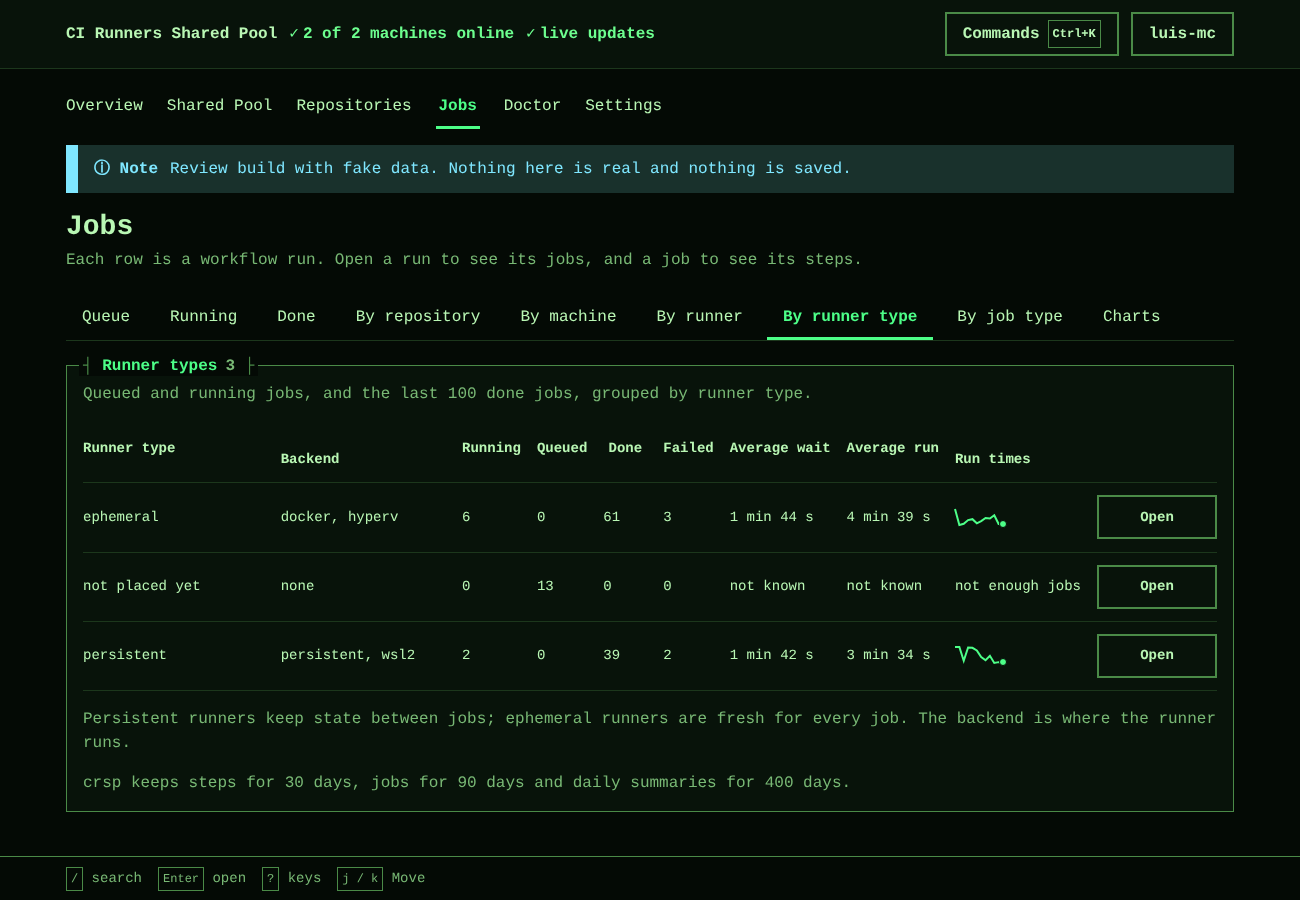 CI Runners Shared Pool ✓ 2 of 2 machines online ✓ live updates Commands Ctrl+K luis-mc
Overview Shared Pool Repositories Jobs Doctor Settings
ⓘ Note Review build with fake data. Nothing here is real and nothing is saved.
Jobs
Each row is a workflow run. Open a run to see its jobs, and a job to see its steps.
Queue Running Done By repository By machine By runner By runner type By job type Charts
Runner types 3
Queued and running jobs, and the last 100 done jobs, grouped by runner type.
Runner type Backend Running Queued Done Failed Average wait Average run Run times
ephemeral docker, hyperv 6 0 61 3 1 min 44 s 4 min 39 s Open
not placed yet none 0 13 0 0 not known not known not enough jobs Open
persistent persistent, wsl2 2 0 39 2 1 min 42 s 3 min 34 s Open
Persistent runners keep state between jobs; ephemeral runners are fresh for every job. The backend is where the runner
runs.
crsp keeps steps for 30 days, jobs for 90 days and daily summaries for 400 days.
/ search Enter open ? keys j / k Move